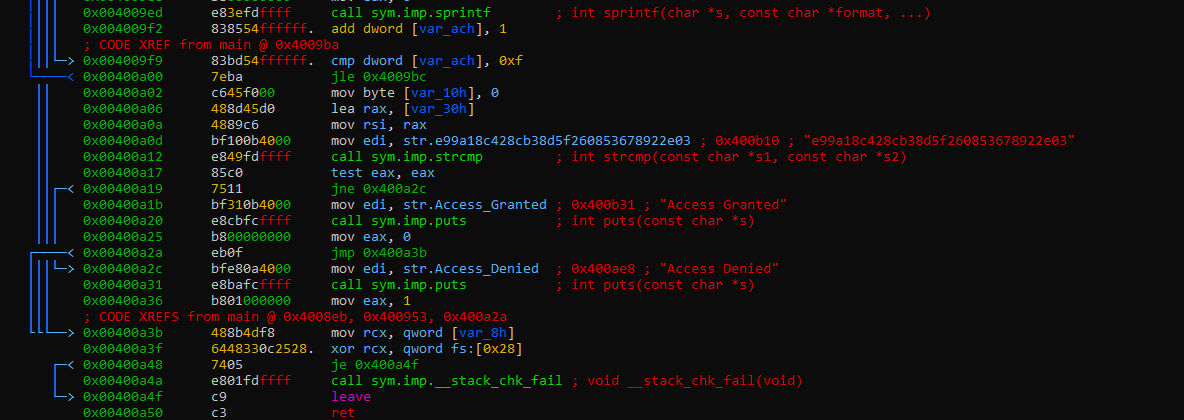 0x004009ed e83efdffff call sym.imp.sprintf ; int sprintf(char *s, const char *format, ...)
0x004009f2 838554ffffff. add dword [var_ach], 1
; CODE XREF from main @ 0x4009ba
0x004009f9 83bd54ffffff. cmp dword [var_ach], 0xf
0x00400a00 7eba jle 0x4009bc
0x00400a02 c645f000 mov byte [var_10h], 0
0x00400a06 488d45d0 lea rax, [var_30h]
0x00400a0a 4889c6 mov rsi, rax
0x00400a0d bf100b4000 mov edi, str.e99a18c428cb38d5f260853678922e03 ; 0x400b10 ; "e99a18c428cb38d5f260853678922e03"
0x00400a12 e849fdffff call sym.imp.strcmp ; int strcmp(const char *s1, const char *s2)
0x00400a17 85c0 test eax, eax
0x00400a19 7511 jne 0x400a2c
0x00400a1b bf310b4000 mov edi, str.Access_Granted ; 0x400b31 ; "Access Granted"
0x00400a20 e8cbfcffff call sym.imp.puts ; int puts(const char *s)
0x00400a25 b800000000 mov eax, 0
0x00400a2a eb0f jmp 0x400a3b
0x00400a2c bfe80a4000 mov edi, str.Access_Denied ; 0x400ae8 ; "Access Denied"
0x00400a31 e8bafcffff call sym.imp.puts ; int puts(const char *s)
0x00400a36 b801000000 mov eax, 1
; CODE XREFS from main @ 0x4008eb, 0x400953, 0x400a2a
0x00400a3b 488b4df8 mov rcx, qword [var_8h]
0x00400a3f 6448330c2528. xor rcx, qword fs:[0x28]
0x00400a48 7405 je 0x400a4f
0x00400a4a e801fdffff call sym.imp.__stack_chk_fail ; void __stack_chk_fail(void)
0x00400a4f c9 leave
0x00400a50 c3 ret